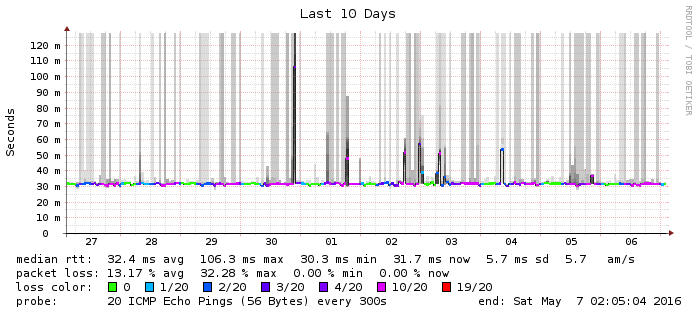 Last 10 Days
RRDTOOL / TOBI OETIKER
Seconds
120 m
110 m
100 m
90 m
80 m
70 m
60 m
50 m
40 m
30 m
20 m
10 m
0
27 28 29 30 01 02 03 04 05 06
median rtt: 32.4 ms avg 106.3 ms max 30.3 ms min 31.7 ms now 5.7 ms sd 5.7 am/s
packet loss: 13.17 % avg 32.28 % max 0.00 % min 0.00 % now
loss color: 0 1/20 2/20 3/20 4/20 10/20 19/20
probe: 20 ICMP Echo Pings (56 Bytes) every 300s end: Sat May 7 02:05:04 2016